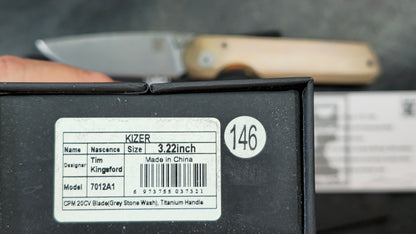 KIZER
Name Nascence Size 3.22inch
Designer Tim Kingsford
Made in China
Model 7012A1
6 973755 037321
CPM 20CV Blade(Grey Stone Wash), Titanium Handle
146